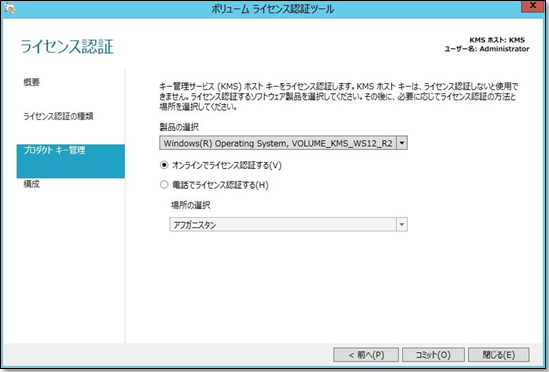 ボリューム ライセンス認証ツール
x
ライセンス認証
KMS ホスト: KMS
ユーザー名: Administrator
概要
ライセンス認証の種類
プロダクト キー管理
構成
キー管理サービス (KMS) ホスト キーをライセンス認証します。KMS ホスト キーは、ライセンス認証しないと使用で
きません。ライセンス認証するソフトウェア製品を選択してください。その後に、必要に応じてライセンス認証の方法と
場所を選択してください。
製品の選択
Windows(R) Operating System, VOLUME_KMS_WS12_R2
オンラインでライセンス認証する(V)
電話でライセンス認証する(H)
場所の選択
アフガニスタン
< 前へ(P)
コミット(O)
閉じる(E)